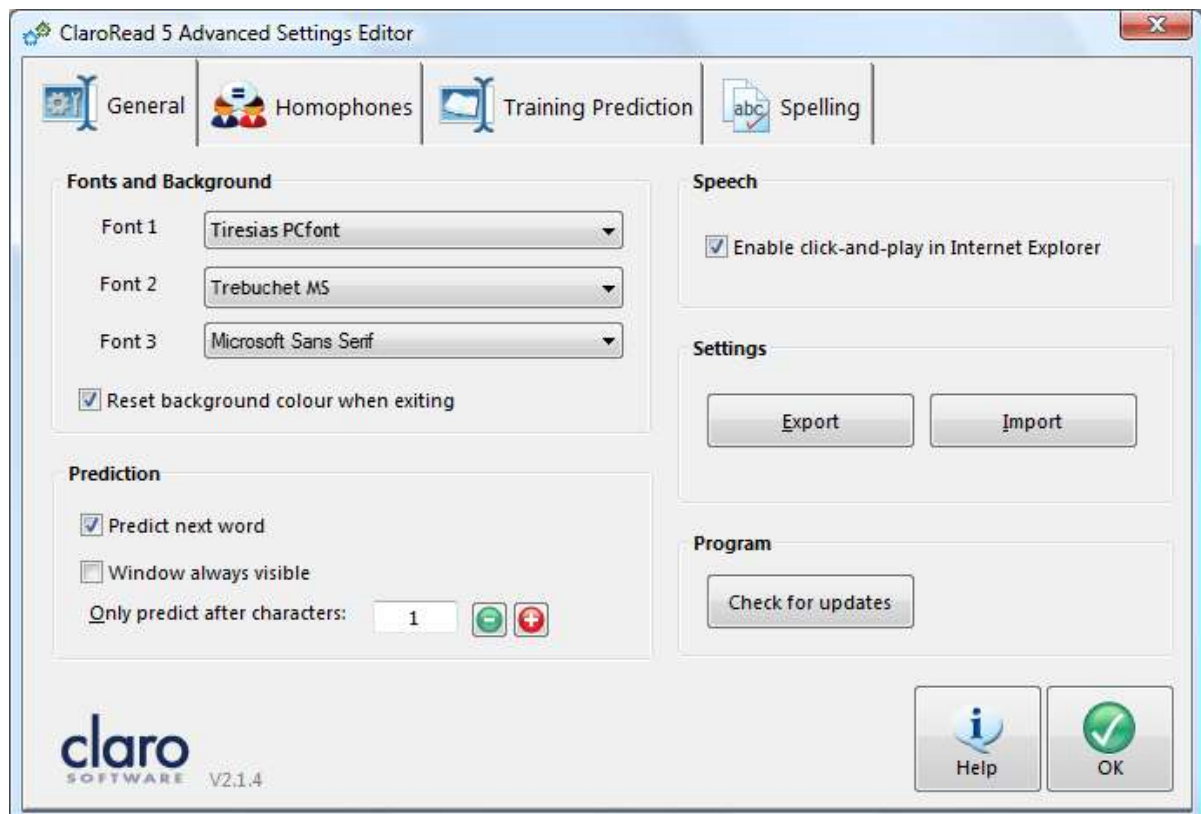 ClaroRead 5 Advanced Settings Editor
General
Homophones
Training Prediction
abc
Spelling
Fonts and Background
Font 1
Tiresias PCfont
Font 2
Trebuchet MS
Font 3
Microsoft Sans Serif
Reset background colour when exiting
Prediction
Predict next word
Window always visible
Only predict after characters:
1
Speech
Enable click-and-play in Internet Explorer
Settings
Export
Import
Program
Check for updates
claro
SOFTWARE
V2.1.4
Help
OK